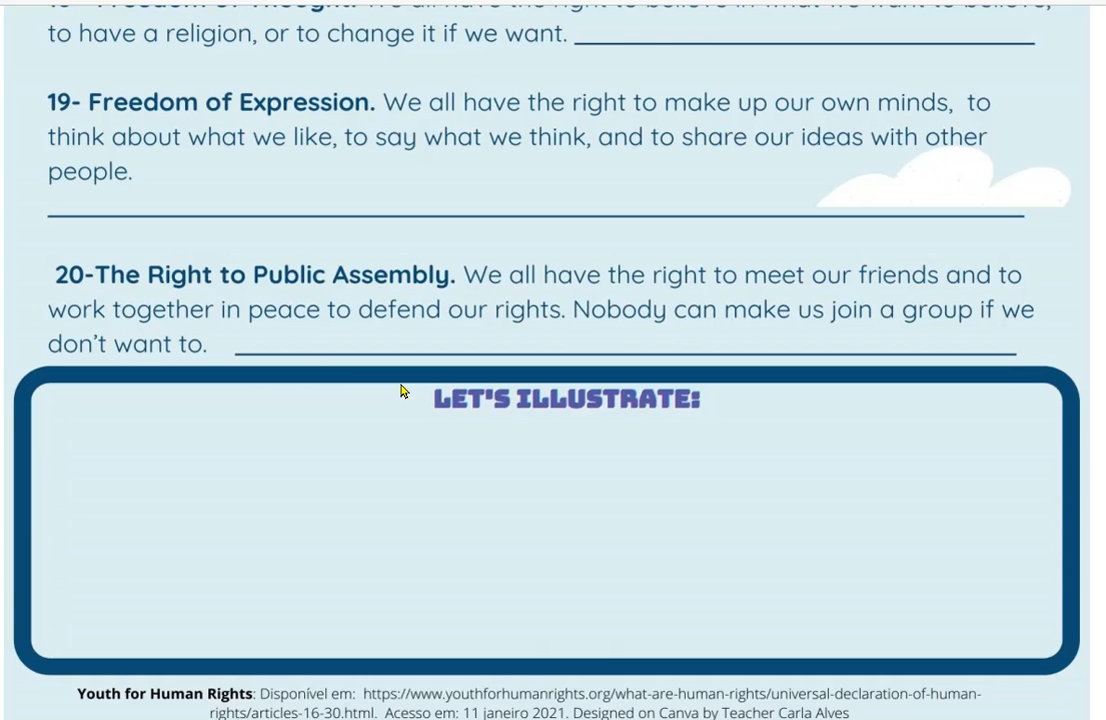 to have a religion, or to change it if we want.
19- Freedom of Expression. We all have the right to make up our own minds, to
think about what we like, to say what we think, and to share our ideas with other
people.
20-The Right to Public Assembly. We all have the right to meet our friends and to
work together in peace to defend our rights. Nobody can make us join a group if we
don't want to.
LET'S ILLUSTRATE:
Youth for Human Rights: Disponível em: https://www.youthforhumanrights.org/what-are-human-rights/universal-declaration-of-human-
rights/articles-16-30.html. Acesso em: 11 janeiro 2021. Designed on Canva by Teacher Carla Alves